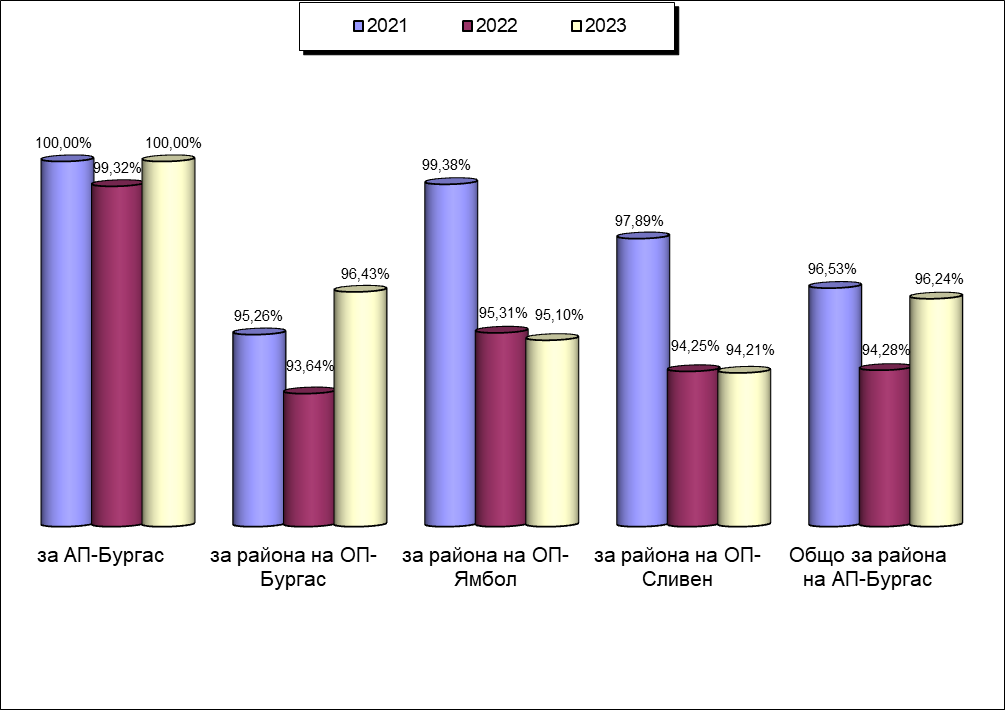 2021 2022 2023
100,00% 99,32% 100,00%
95,26% 93,64% 96,43%
99,38% 95,31% 95,10%
97,89% 94,25% 94,21%
96,53% 94,28% 96,24%
за АП-Бургас
за района на ОП-
Бургас
за района на ОП-
Ямбол
за района на ОП-
Сливен
Общо за района
на АП-Бургас